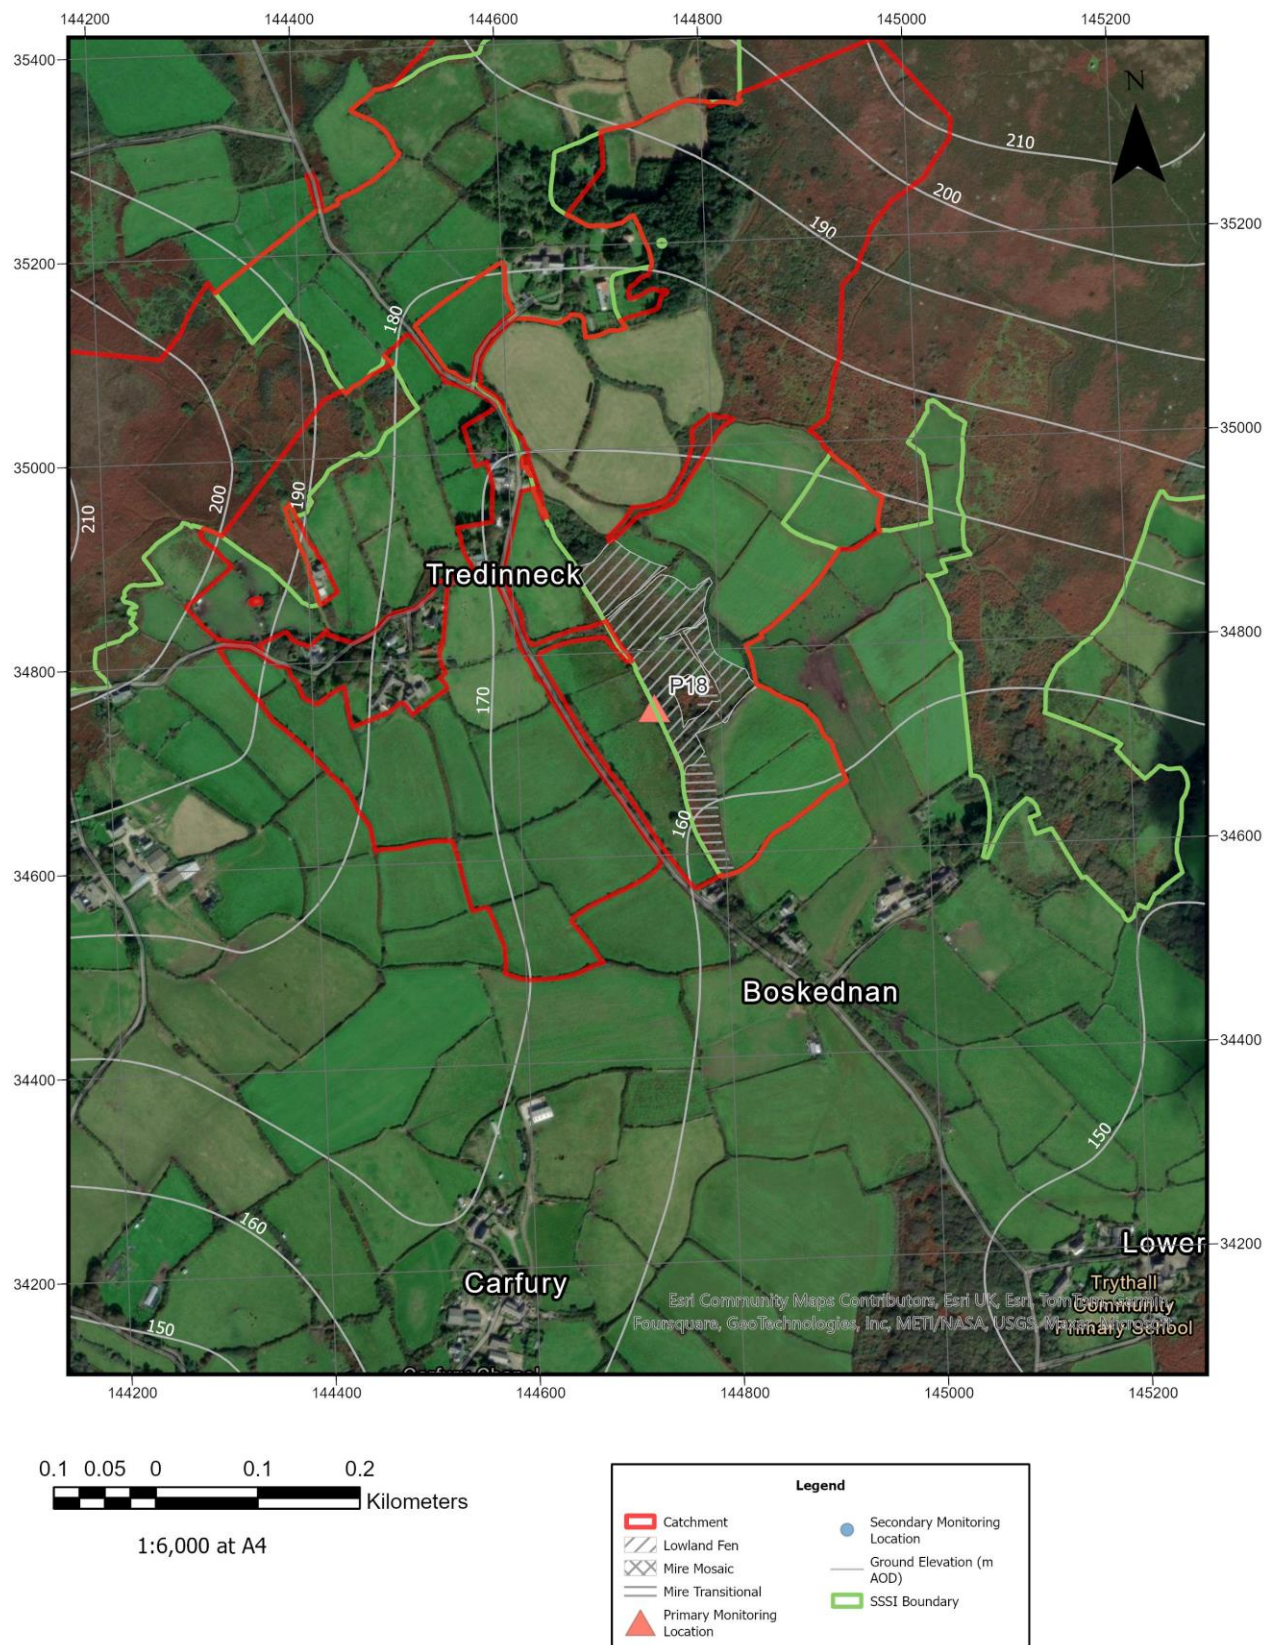 144200 144400 144600 144800 145000 145200
35400
N
210
200
190
35200 35200
180
35000 35000
200 190
210
Tredinneck
34800 34800
P18
170
160
34600 34600
Boskednan
34400 34400
150
160
Lower
34200 34200
Carfury
Trythall
Community
Primary School
Esri Community Maps Contributors, Esri UK, Esri, TomTom,
Foursquare, GeoTechnologies, Inc, METI/NASA, USGS,
150
144200 144400 144600 144800 145000 145200
0.1 0.05 0 0.1 0.2
Kilometers
1:6,000 at A4
Legend
Catchment
Lowland Fen
Mire Mosaic
Mire Transitional
Primary Monitoring
Location
Secondary Monitoring
Location
Ground Elevation (m
AOD)
SSSI Boundary